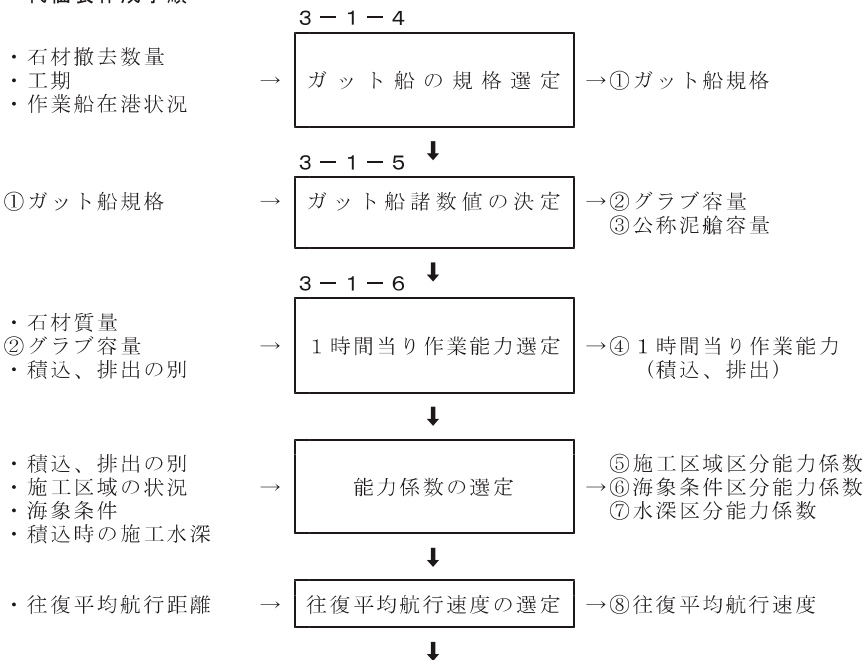 3－1－4
・石材撤去数量
・工期
・作業船在港状況
→
ガット船の規格選定
→①ガット船規格
⬇
3－1－5
①ガット船規格
→
ガット船諸数値の決定
→②グラブ容量
③公称泥艙容量
⬇
3－1－6
・石材質量
②グラブ容量
・積込、排出の別
→
１時間当り作業能力選定
→④１時間当り作業能力
（積込、排出）
⬇
・積込、排出の別
・施工区域の状況
・海象条件
・積込時の施工水深
→
能力係数の選定
⑤施工区域区分能力係数
→⑥海象条件区分能力係数
⑦水深区分能力係数
⬇
・往復平均航行距離
→
往復平均航行速度の選定
→⑧往復平均航行速度
⬇